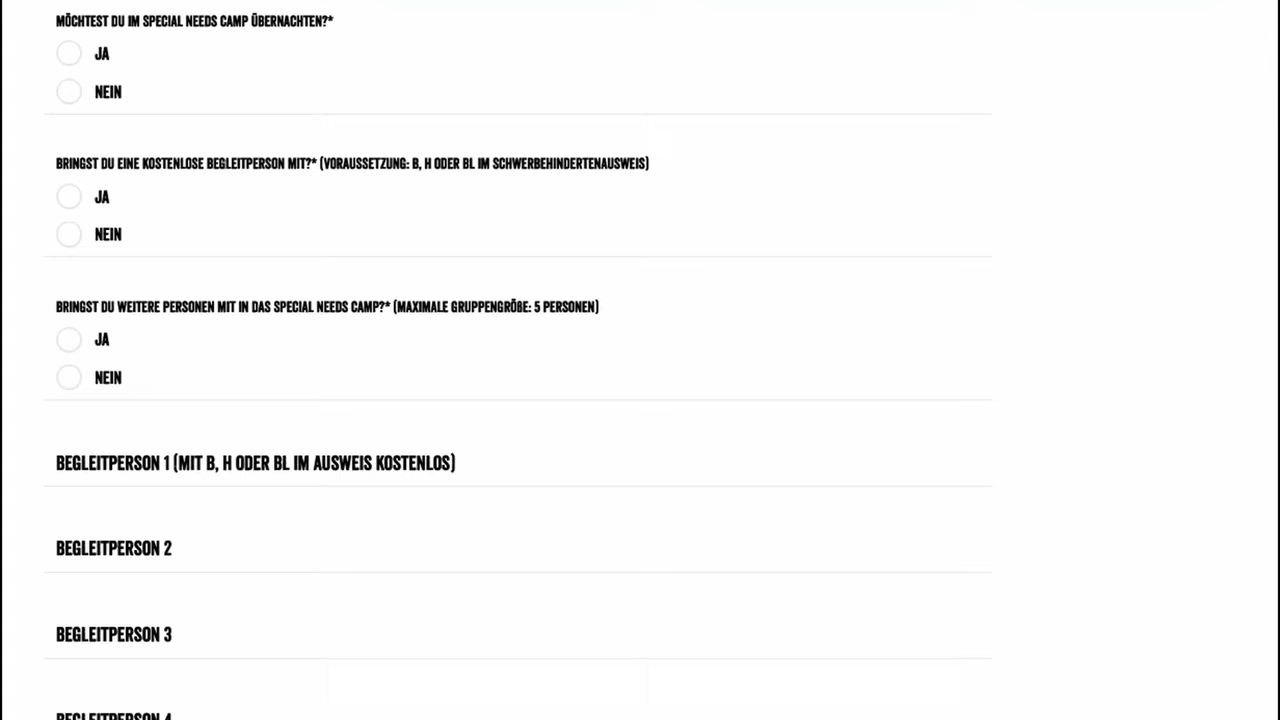 MÖCHTEST DU IM SPECIAL NEEDS CAMP ÜBERNACHTEN?*
JA
NEIN
BRINGST DU EINE KOSTENLOSE BEGLEITPERSON MIT?* (VORAUSSETZUNG: B, H ODER BL IM SCHWERBEHINDERTENAUSWEIS)
JA
NEIN
BRINGST DU WEITERE PERSONEN MIT IN DAS SPECIAL NEEDS CAMP?* (MAXIMALE GRUPPENGRÖßE: 5 PERSONEN)
JA
NEIN
BEGLEITPERSON 1 (MIT B, H ODER BL IM AUSWEIS KOSTENLOS)
BEGLEITPERSON 2
BEGLEITPERSON 3
BEGLEITPERSON 4